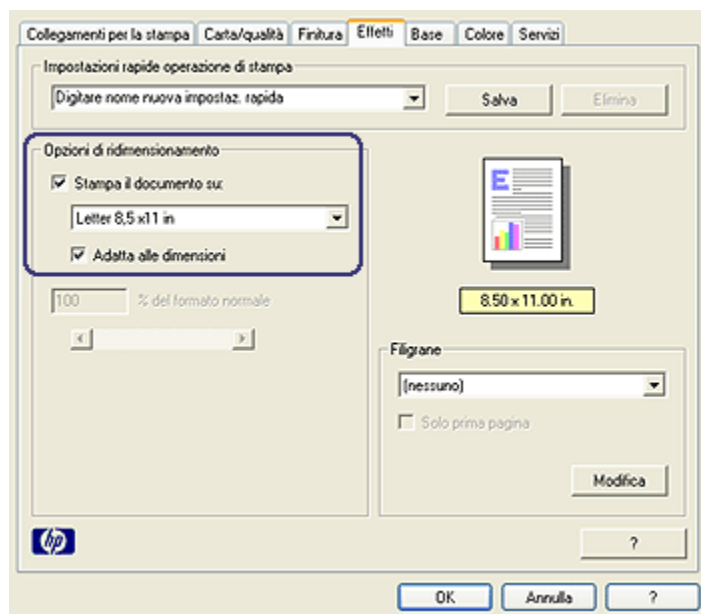 Collegamenti per la stampa Carta/qualità Finitura Effetti Base Colore Servizi
Impostazioni rapide operazione di stampa
Digitare nome nuova impostaz. rapida Salva Elimina
Opzioni di ridimensionamento
Stampa il documento su:
Letter 8,5 x11 in
Adatta alle dimensioni
100 % del formato normale
E
8.50 x 11.00 in.
Filigrane
(nessuno)
Solo prima pagina
Modifica
hp ?
OK Annulla ?